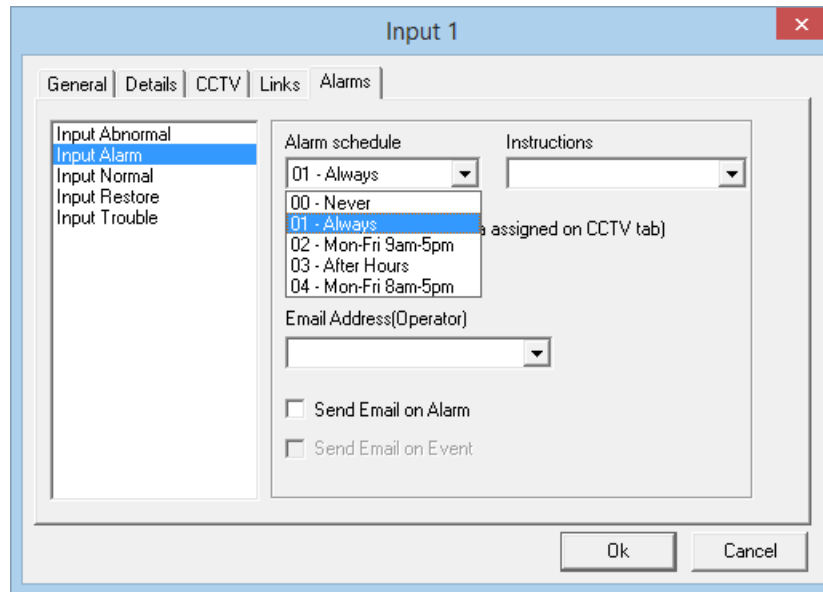 Input 1
General Details CCTV Links Alarms
Input Abnormal
Input Alarm
Input Normal
Input Restore
Input Trouble
Alarm schedule Instructions
01 - Always
00 - Never
01 - Always
02 - Mon-Fri 9am-5pm
03 - After Hours
04 - Mon-Fri 8am-5pm
assigned on CCTV tab)
Email Address(Operator)
Send Email on Alarm
Send Email on Event
Ok Cancel